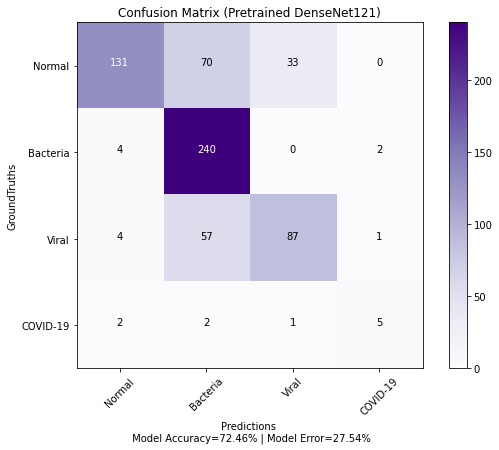 Confusion Matrix (Pretrained DenseNet121)
GroundTruths
Normal 131 70 33 0
Bacteria 4 240 0 2
Viral 4 57 87 1
COVID-19 2 2 1 5
Normal Bacteria Viral COVID-19
Predictions
Model Accuracy=72.46% | Model Error=27.54%
200
150
100
50
0